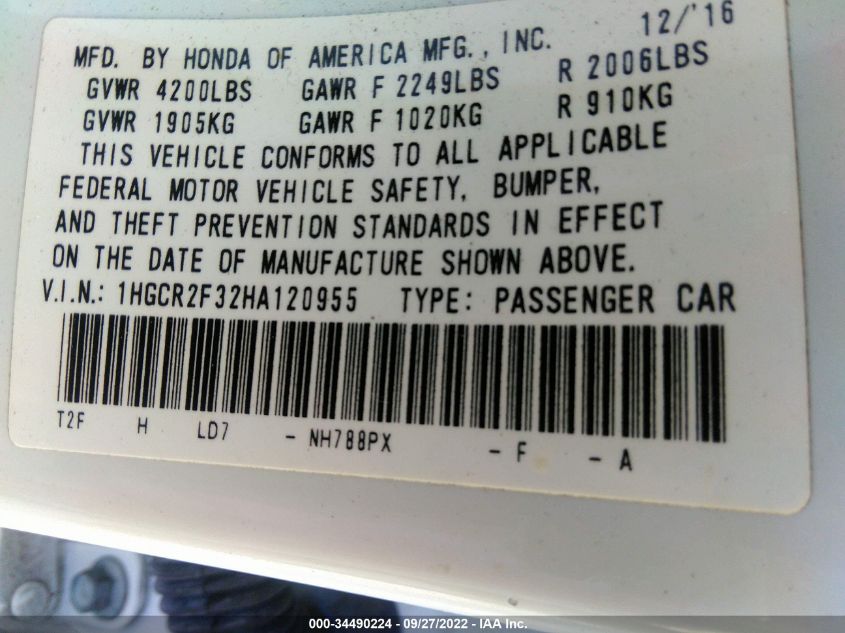 12/'16
MFD. BY HONDA OF AMERICA MFG., INC.
GVWR 4200LBS GAWR F 2249LBS R 2006LBS
GVWR 1905KG GAWR F 1020KG R 910KG
THIS VEHICLE CONFORMS TO ALL APPLICABLE
FEDERAL MOTOR VEHICLE SAFETY, BUMPER,
AND THEFT PREVENTION STANDARDS IN EFFECT
ON THE DATE OF MANUFACTURE SHOWN ABOVE.
V.I.N.: 1HGCR2F32HA120955 TYPE: PASSENGER CAR
T2F H LD7 - NH788PX - F - A
000-34490224 - 09/27/2022 - IAA Inc.